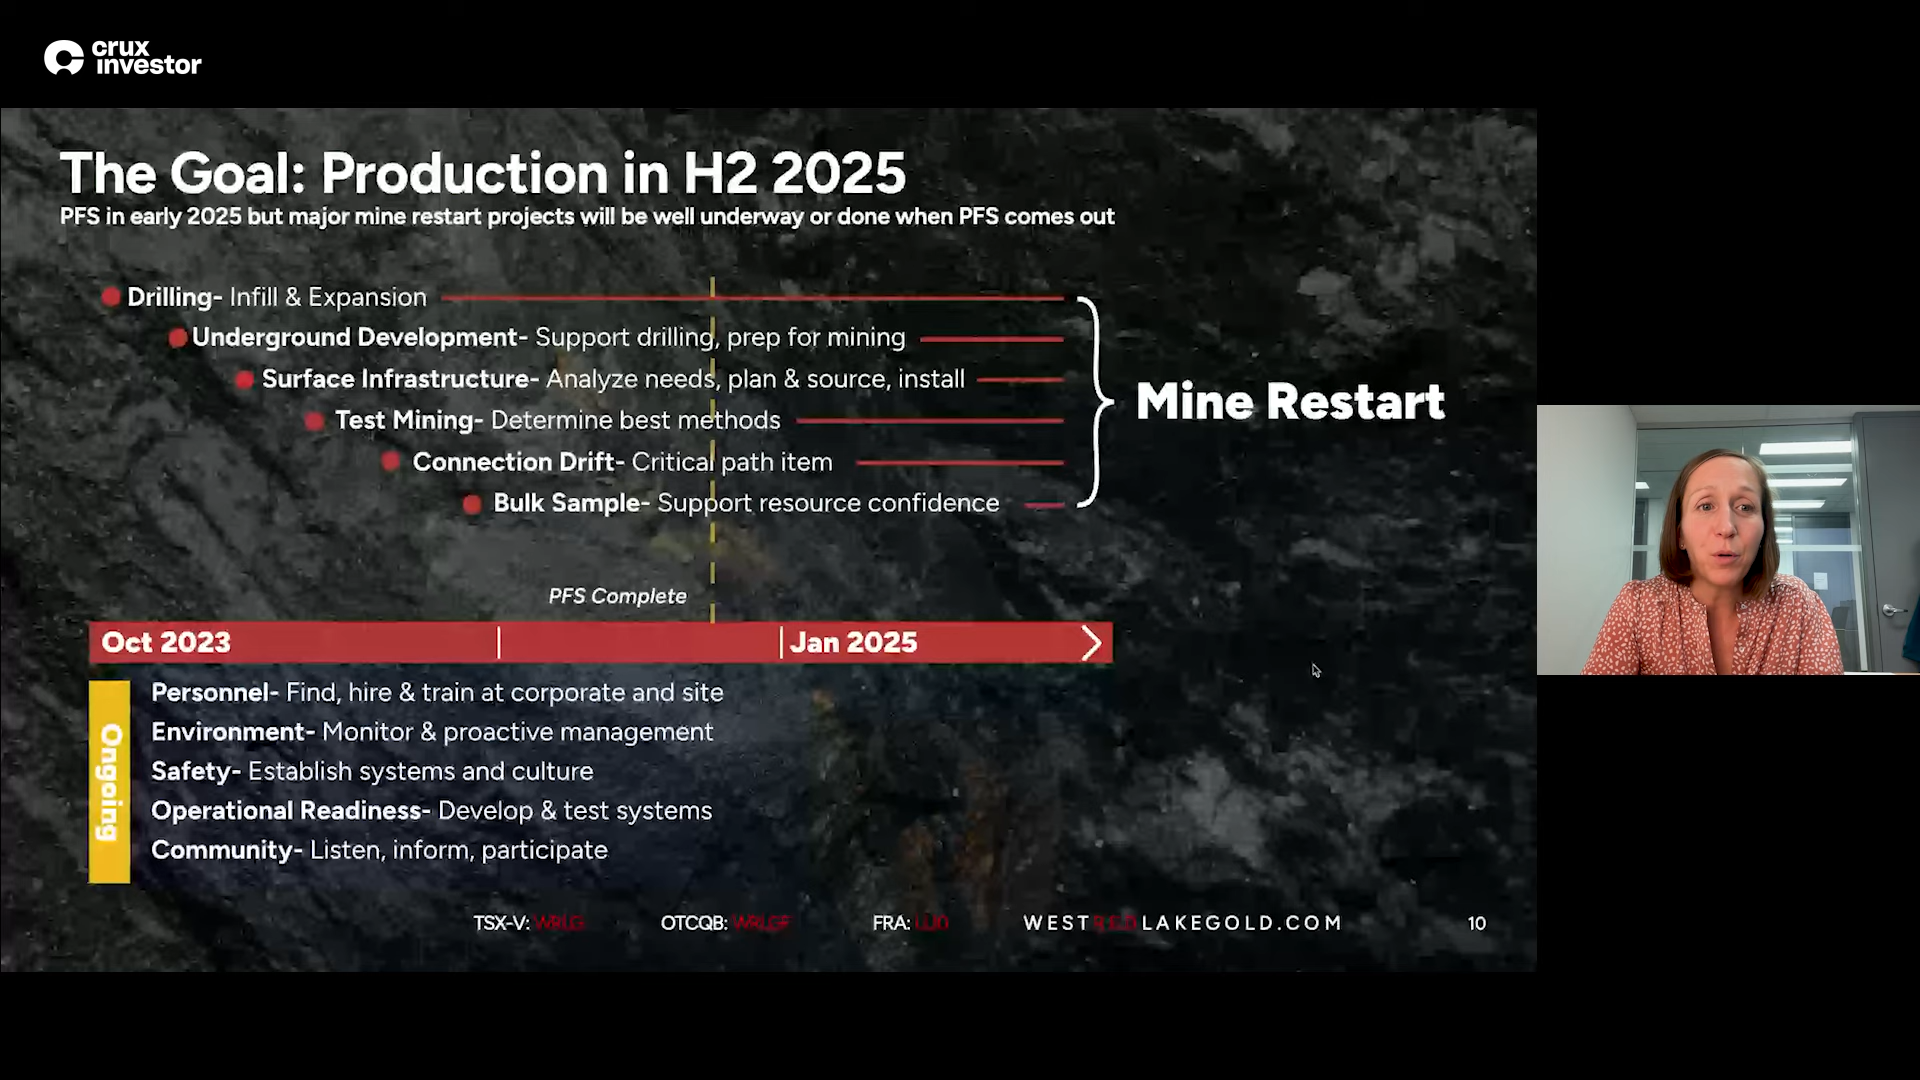 crux
investor
The Goal: Production in H2 2025
PFS in early 2025 but major mine restart projects will be well underway or done when PFS comes out
Drilling- Infill & Expansion
Underground Development- Support drilling, prep for mining
Surface Infrastructure- Analyze needs, plan & source, install
Test Mining- Determine best methods
Connection Drift- Critical path item
Bulk Sample- Support resource confidence
Mine Restart
PFS Complete
Oct 2023
Jan 2025
Ongoing
Personnel- Find, hire & train at corporate and site
Environment- Monitor & proactive management
Safety- Establish systems and culture
Operational Readiness- Develop & test systems
Community- Listen, inform, participate
TSX-V: WRLG OTCQB: WRLGF FRA: WESTREDLAKEGOLD.COM 10